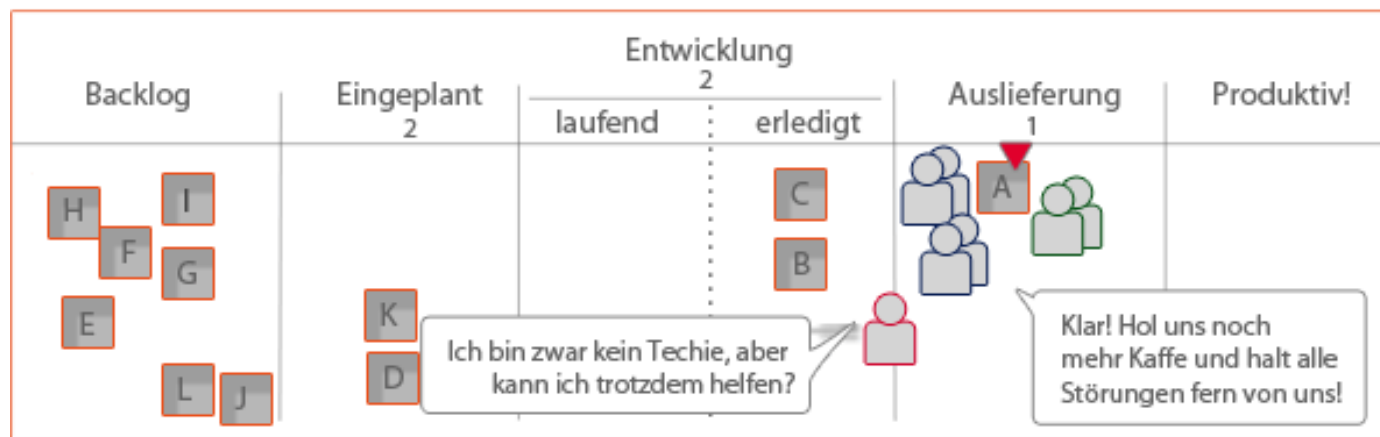 Backlog
Eingeplant
2
Entwicklung
2
laufend
erledigt
Auslieferung
1
Produktiv!
H
I
F
G
E
L
J
K
D
C
B
A
Ich bin zwar kein Techie, aber
kann ich trotzdem helfen?
Klar! Hol uns noch
mehr Kaffe und halt alle
Störungen fern von uns!